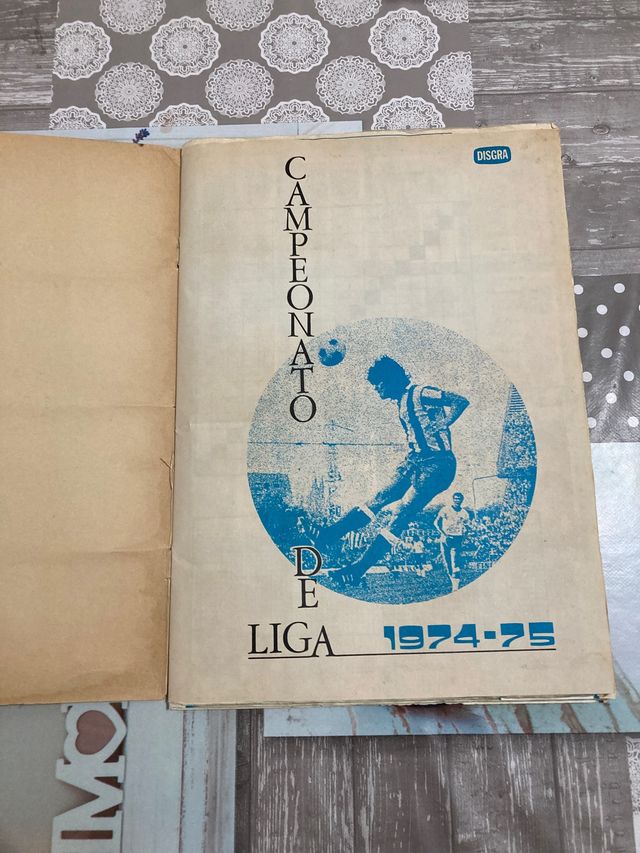 DISGRA
CAMPEONATO
DE
LIGA 1974-75